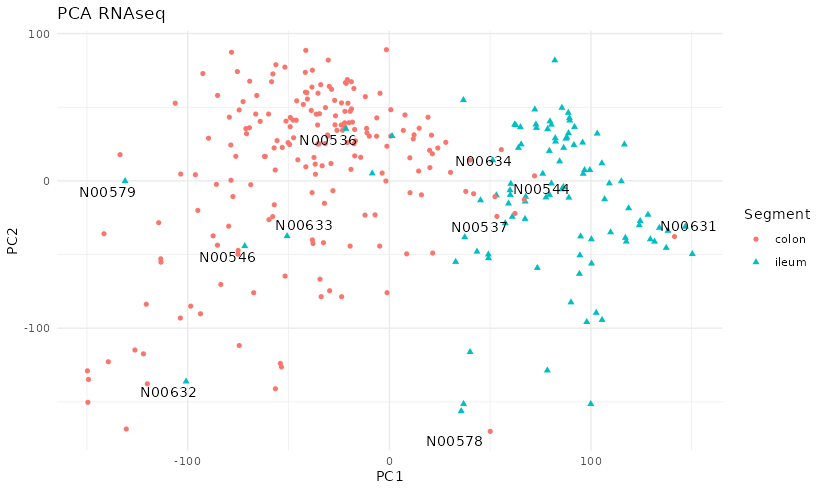 PCA RNAseq
100
0
-100
PC2
N00536
N00634
N00579
N00544
N00633
N00537
N00631
N00546
N00632
N00578
-100
0
100
PC1
Segment
colon
ileum